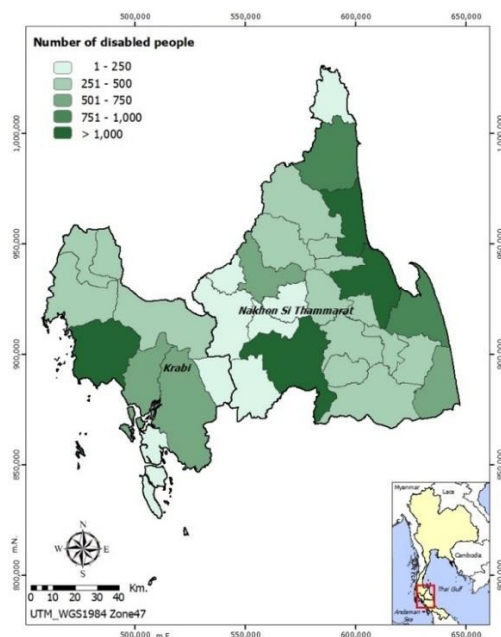 500,000 550,000 600,000 650,000
Number of disabled people
1 - 250
251 - 500
501 - 750
751 - 1,000
> 1,000
1,000,000 1,000,000
950,000 950,000
Nakhon Si Thammarat
900,000 900,000
Krabi
850,000 850,000
Myanmar
Laos
N
W E
S
Cambodia
800,000 m.N.
Thai Gulf
0 10 20 30 40 Km.
Andaman
Sea
UTM_WGS1984 Zone47
500,000 m.E. 550,000 600,000 650,000